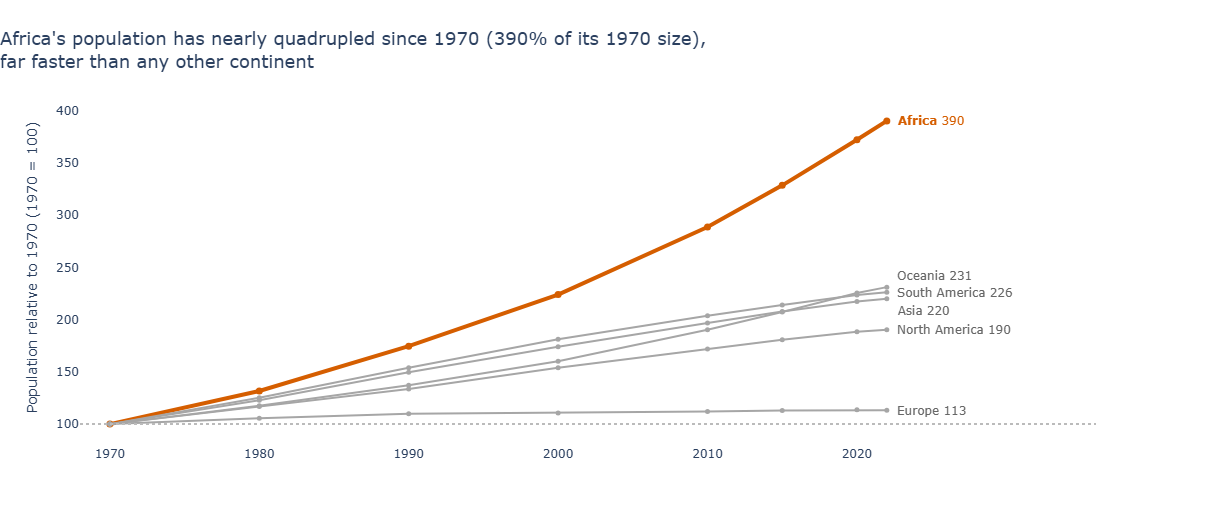 Africa's population has nearly quadrupled since 1970 (390% of its 1970 size),
far faster than any other continent
Population relative to 1970 (1970 = 100)
400
350
300
250
200
150
100
Africa 390
Oceania 231
South America 226
Asia 220
North America 190
Europe 113
1970 1980 1990 2000 2010 2020